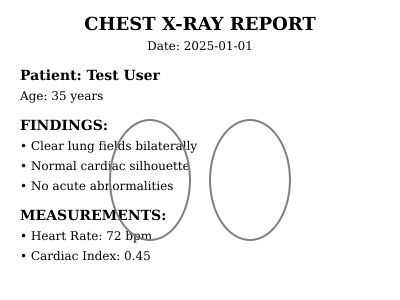 CHEST X-RAY REPORT
Date: 2025-01-01
Patient: Test User
Age: 35 years
FINDINGS:
• Clear lung fields bilaterally
• Normal cardiac silhouette
• No acute abnormalities
MEASUREMENTS:
• Heart Rate: 72 bpm
• Cardiac Index: 0.45